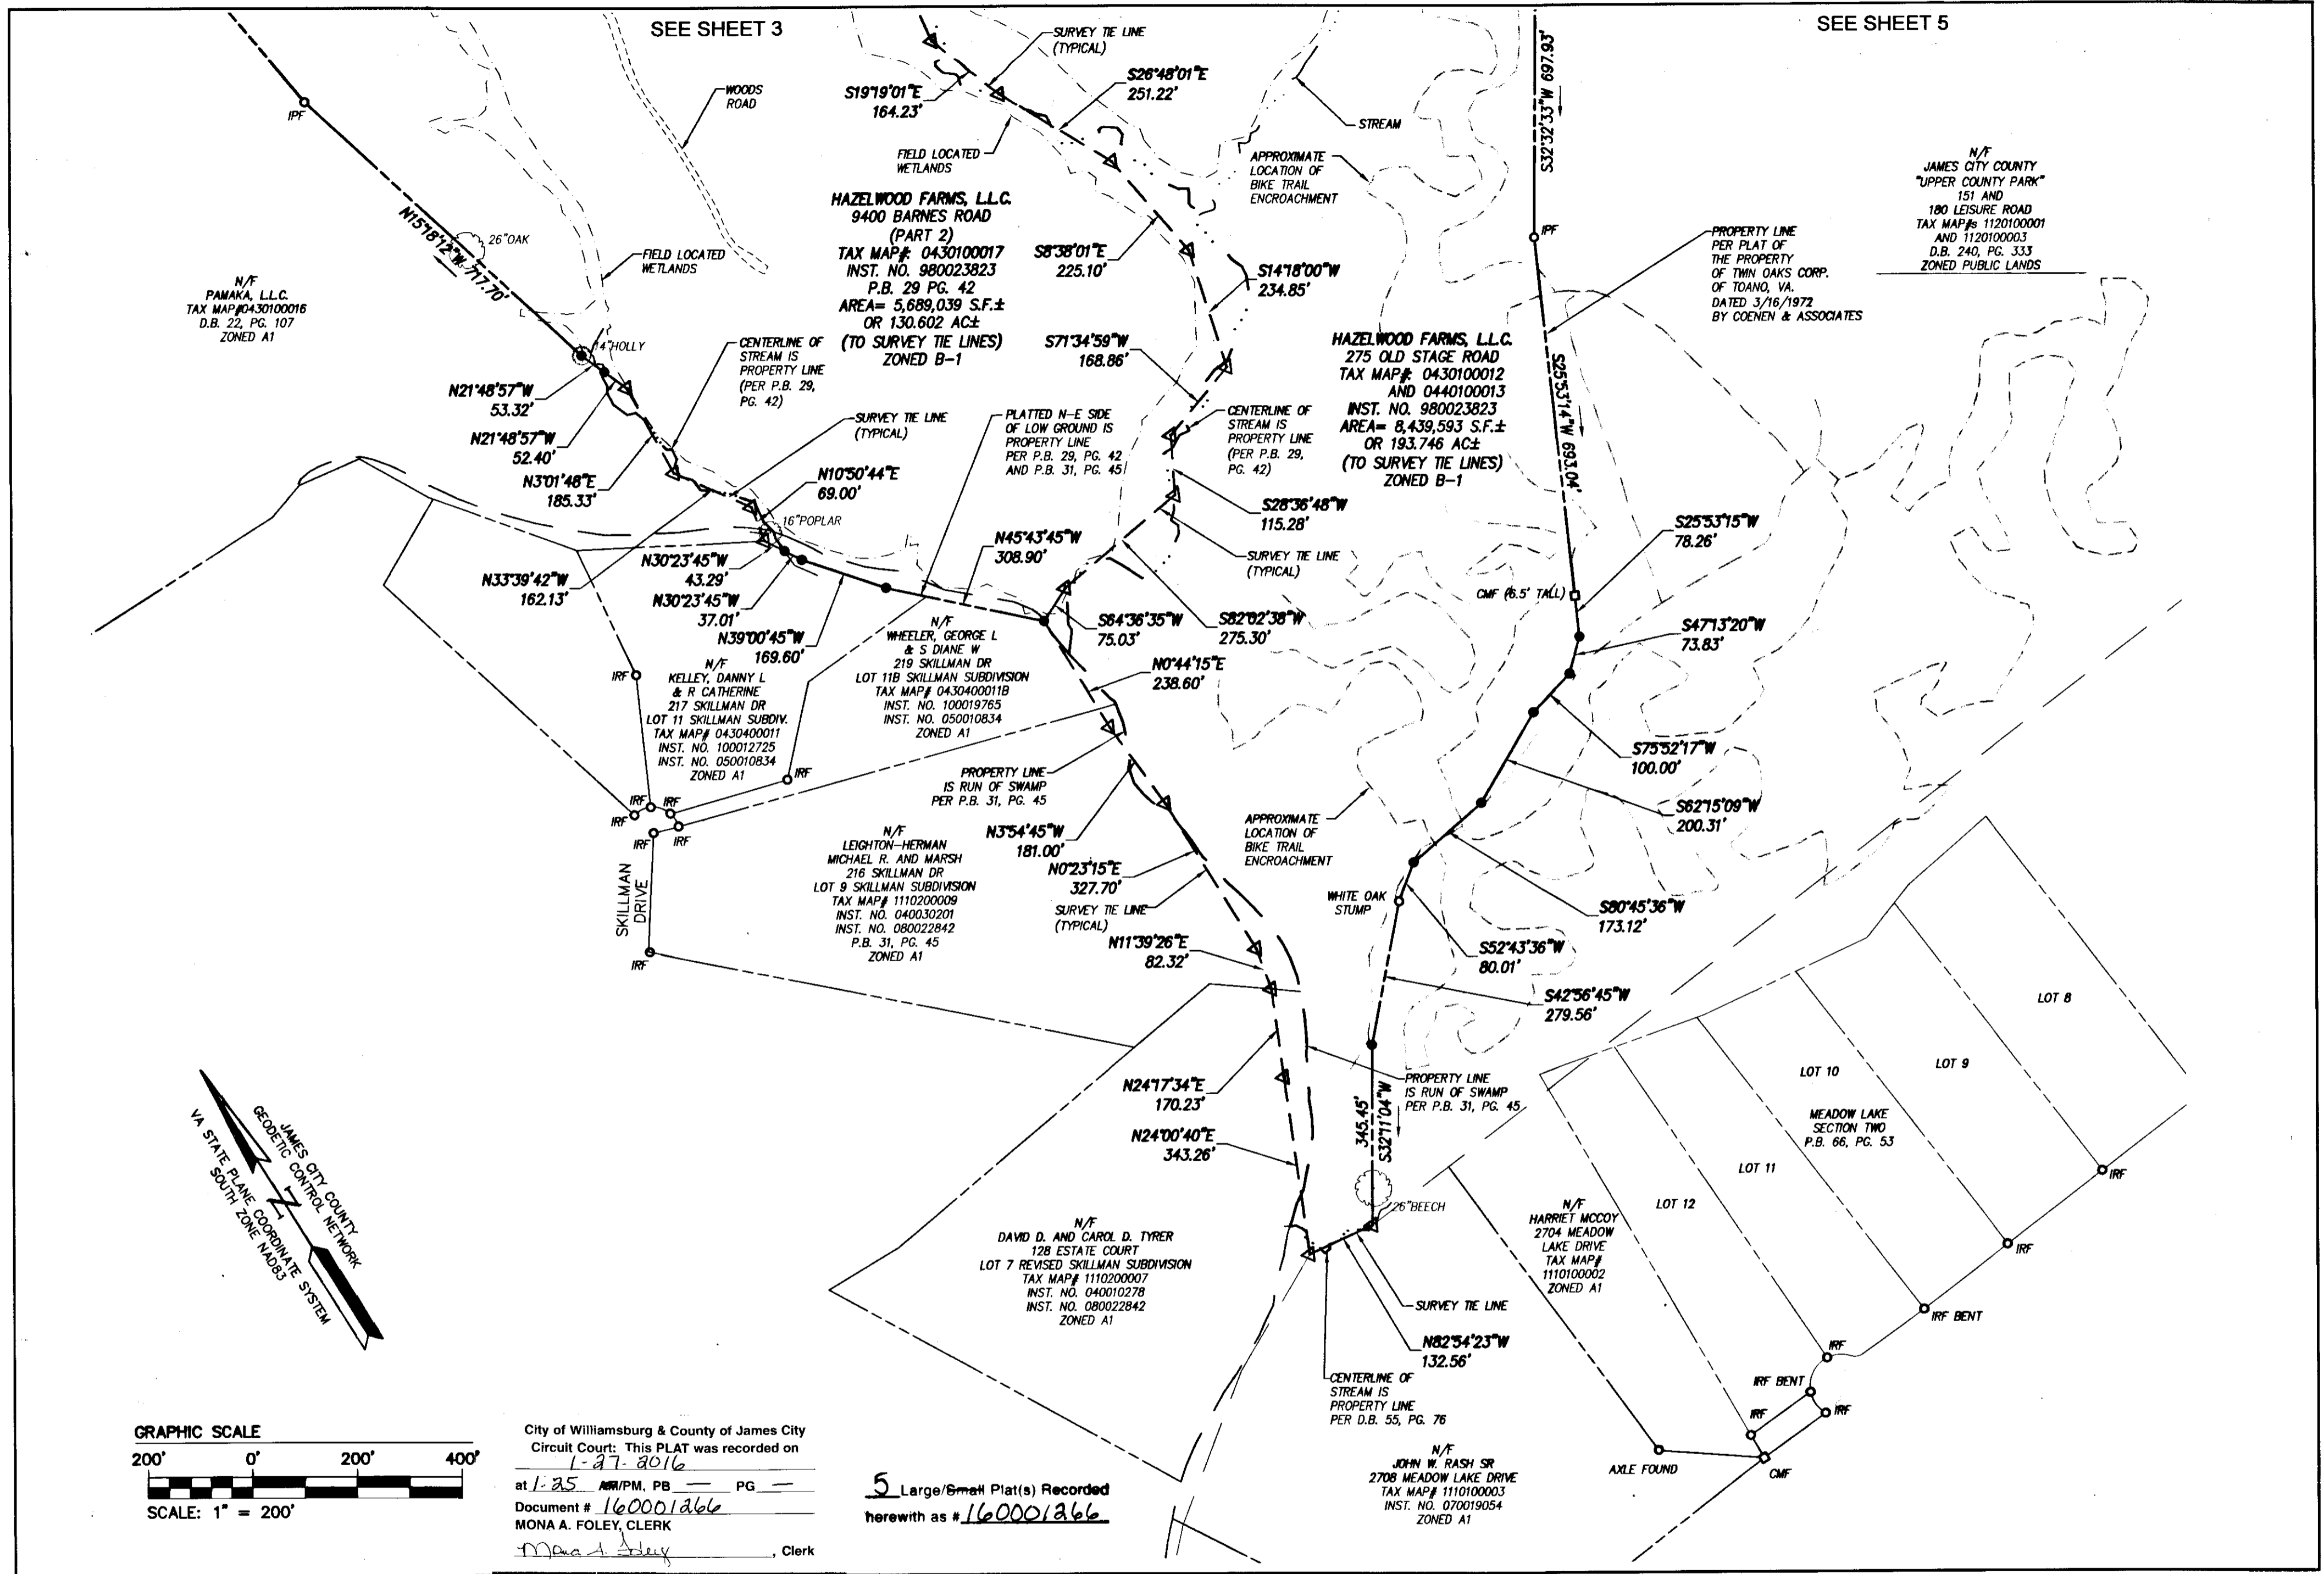 SEE SHEET 3
SEE SHEET 5
SURVEY TIE LINE
(TYPICAL)
S26°48'01"E
251.22'
S19°19'01"E
164.23'
WOODS
ROAD
IPF
STREAM
FIELD LOCATED
WETLANDS
APPROXIMATE
LOCATION OF
BIKE TRAIL
ENCROACHMENT
S32°32'33"W 697.93'
N/F
JAMES CITY COUNTY
"UPPER COUNTY PARK"
151 AND
180 LEISURE ROAD
TAX MAP#s 1120100001
AND 1120100003
D.B. 240, PG. 333
ZONED PUBLIC LANDS
HAZELWOOD FARMS, L.L.C.
9400 BARNES ROAD
(PART 2)
TAX MAP#: 0430100017
INST. NO. 980023823
P.B. 29 PG. 42
AREA= 5,689,039 S.F.±
OR 130.602 AC±
(TO SURVEY TIE LINES)
ZONED B-1
N15°18'12"W 717.70'
26"OAK
FIELD LOCATED
WETLANDS
S8°38'01"E
225.10'
S14°18'00"W
234.85'
IPF
PROPERTY LINE
PER PLAT OF
THE PROPERTY
OF TWIN OAKS CORP.
OF TOANO, VA.
DATED 3/16/1972
BY COENEN & ASSOCIATES
N/F
PAMAKA, L.L.C.
TAX MAP#0430100016
D.B. 22, PG. 107
ZONED A1
14"HOLLY
CENTERLINE OF
STREAM IS
PROPERTY LINE
(PER P.B. 29,
PG. 42)
S71°34'59"W
168.86'
HAZELWOOD FARMS, L.L.C.
275 OLD STAGE ROAD
TAX MAP#: 0430100012
AND 0440100013
INST. NO. 980023823
AREA= 8,439,593 S.F.±
OR 193.746 AC±
(TO SURVEY TIE LINES)
ZONED B-1
S25°53'14"W 693.04'
N21°48'57"W
53.32'
N21°48'57"W
52.40'
N3°01'48"E
185.33'
SURVEY TIE LINE
(TYPICAL)
PLATTED N-E SIDE
OF LOW GROUND IS
PROPERTY LINE
PER P.B. 29, PG. 42
AND P.B. 31, PG. 45
CENTERLINE OF
STREAM IS
PROPERTY LINE
(PER P.B. 29,
PG. 42)
N10°50'44"E
69.00'
16"POPLAR
S28°36'48"W
115.28'
SURVEY TIE LINE
(TYPICAL)
N45°43'45"W
308.90'
S25°53'15"W
78.26'
N33°39'42"W
162.13'
N30°23'45"W
43.29'
N30°23'45"W
37.01'
N39°00'45"W
169.60'
CMF (6.5' TALL)
S64°36'35"W
75.03'
S82°02'38"W
275.30'
S47°13'20"W
73.83'
N/F
WHEELER, GEORGE L
& S DIANE W
219 SKILLMAN DR
LOT 11B SKILLMAN SUBDIVISION
TAX MAP# 0430400011B
INST. NO. 100019765
INST. NO. 050010834
ZONED A1
N/F
KELLEY, DANNY L
& R CATHERINE
217 SKILLMAN DR
LOT 11 SKILLMAN SUBDIV.
TAX MAP# 0430400011
INST. NO. 100012725
INST. NO. 050010834
ZONED A1
IRF
N0°44'15"E
238.60'
S75°52'17"W
100.00'
IRF
PROPERTY LINE
IS RUN OF SWAMP
PER P.B. 31, PG. 45
IRF
IRF
IRF
IRF
IRF
S62°15'09"W
200.31'
N3°54'45"W
181.00'
APPROXIMATE
LOCATION OF
BIKE TRAIL
ENCROACHMENT
N/F
LEIGHTON-HERMAN
MICHAEL R. AND MARSH
216 SKILLMAN DR
LOT 9 SKILLMAN SUBDIVISION
TAX MAP# 1110200009
INST. NO. 040030201
INST. NO. 080022842
P.B. 31, PG. 45
ZONED A1
N0°23'15"E
327.70'
SKILLMAN
DRIVE
IRF
WHITE OAK
STUMP
SURVEY TIE LINE
(TYPICAL)
S80°45'36"W
173.12'
N11°39'26"E
82.32'
S52°43'36"W
80.01'
S42°56'45"W
279.56'
LOT 8
LOT 9
LOT 10
N24°17'34"E
170.23'
PROPERTY LINE
IS RUN OF SWAMP
PER P.B. 31, PG. 45
345.45'
S32°11'04"W
MEADOW LAKE
SECTION TWO
P.B. 66, PG. 53
N24°00'40"E
343.26'
LOT 11
LOT 12
IRF
JAMES CITY COUNTY
GEODETIC CONTROL NETWORK
VA STATE PLANE COORDINATE SYSTEM
SOUTH ZONE NAD83
26"BEECH
N/F
DAVID D. AND CAROL D. TYRER
128 ESTATE COURT
LOT 7 REVISED SKILLMAN SUBDIVISION
TAX MAP# 1110200007
INST. NO. 040010278
INST. NO. 080022842
ZONED A1
N/F
HARRIET MCCOY
2704 MEADOW
LAKE DRIVE
TAX MAP#
1110100002
ZONED A1
IRF
SURVEY TIE LINE
IRF BENT
N82°54'23"W
132.56'
IRF
CENTERLINE OF
STREAM IS
PROPERTY LINE
PER D.B. 55, PG. 76
IRF BENT
IRF
IRF
N/F
JOHN W. RASH SR
2708 MEADOW LAKE DRIVE
TAX MAP# 1110100003
INST. NO. 070019054
ZONED A1
AXLE FOUND
CMF
GRAPHIC SCALE
200' 0' 200' 400'
SCALE: 1" = 200'
City of Williamsburg & County of James City
Circuit Court: This PLAT was recorded on
1-27-2016
at 1:25 AM/PM, PB — PG —
Document # 160001266
MONA A. FOLEY, CLERK
Mona A. Foley, Clerk
5 Large/Small Plat(s) Recorded
herewith as # 160001266